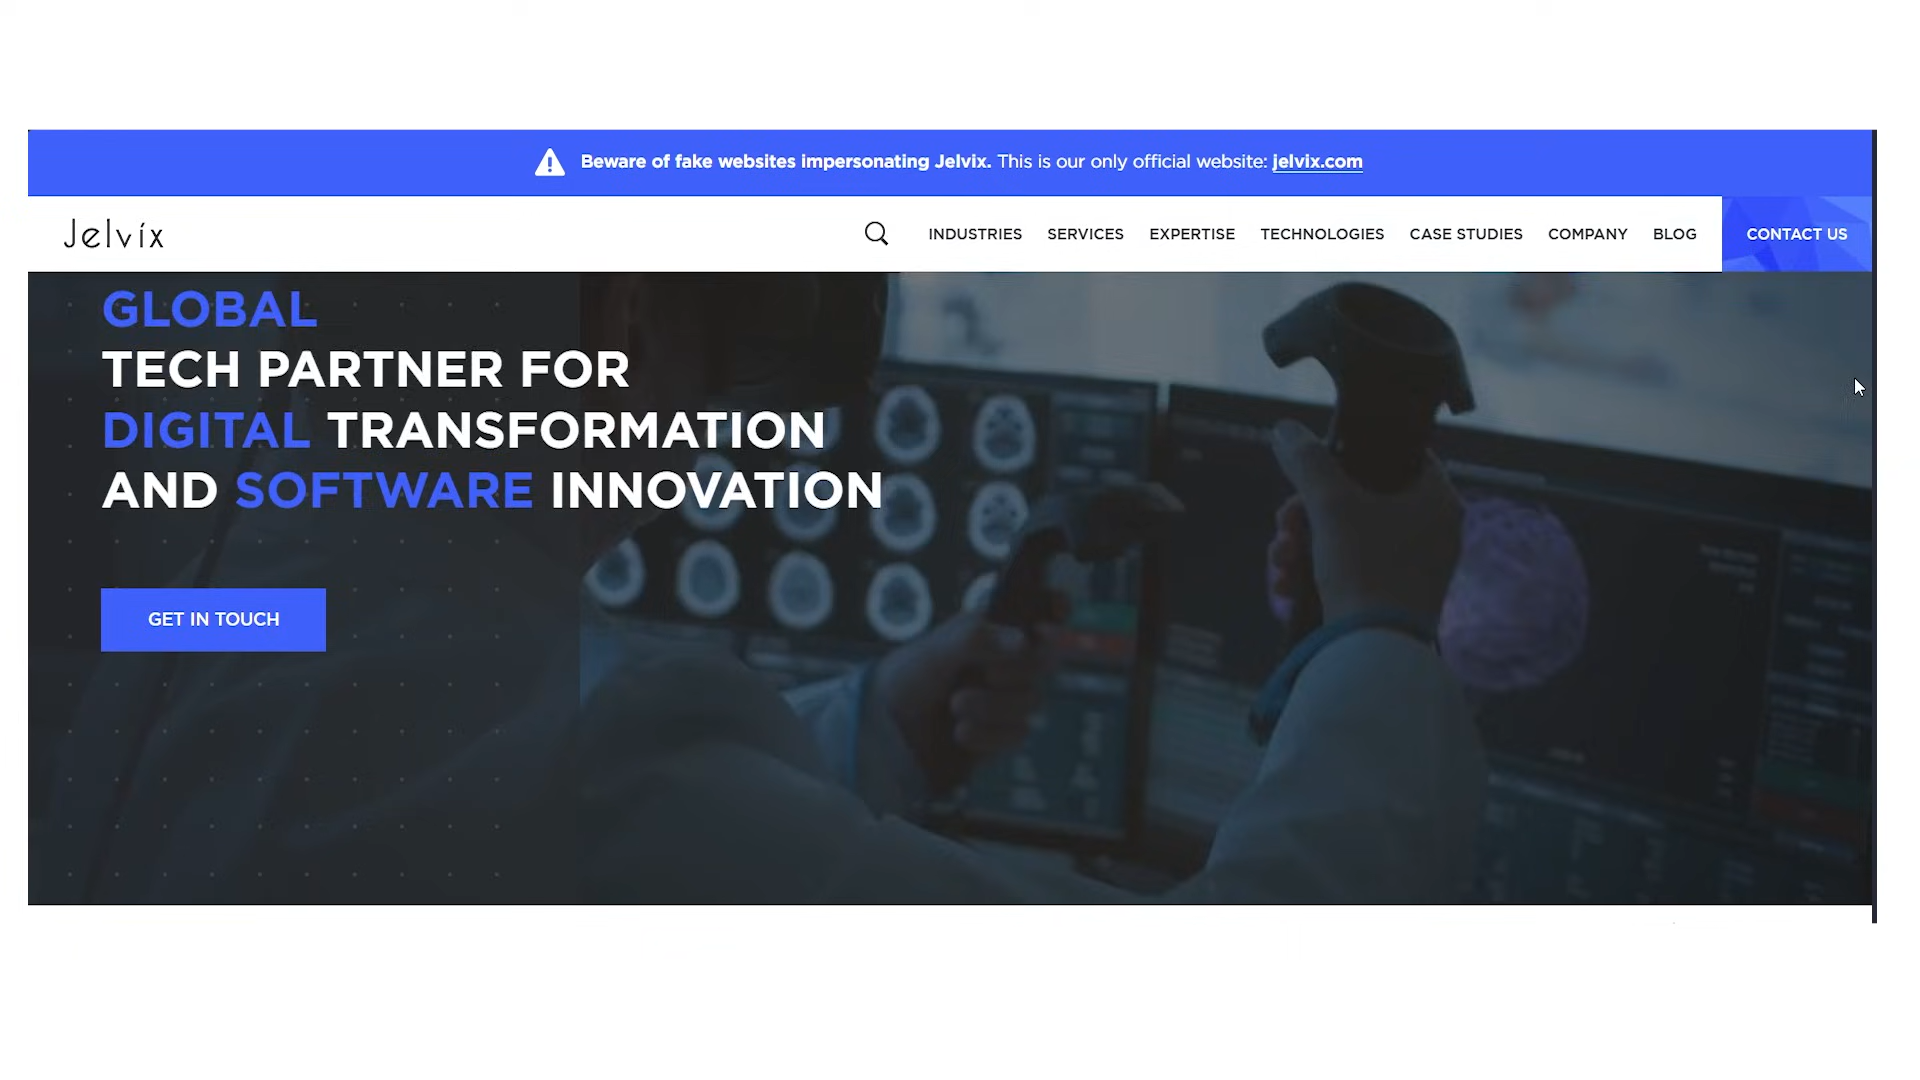 Beware of fake websites impersonating Jelvix. This is our only official website: jelvix.com
Jelvix
INDUSTRIES SERVICES EXPERTISE TECHNOLOGIES CASE STUDIES COMPANY BLOG CONTACT US
GLOBAL
TECH PARTNER FOR
DIGITAL TRANSFORMATION
AND SOFTWARE INNOVATION
GET IN TOUCH